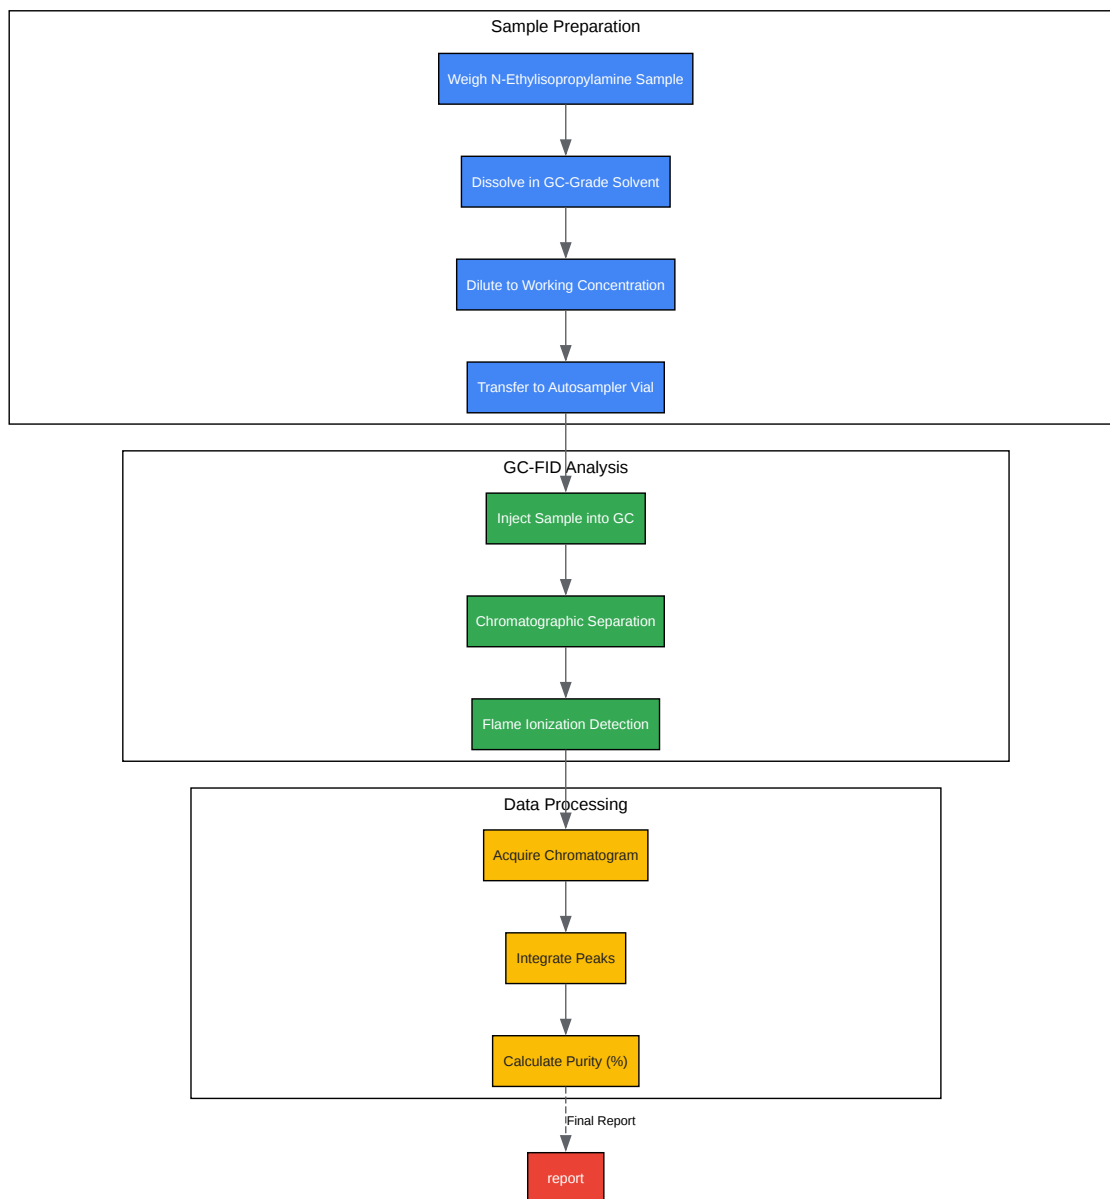 Sample Preparation
Weigh N-Ethylisopropylamine Sample
Dissolve in GC-Grade Solvent
Dilute to Working Concentration
Transfer to Autosampler Vial
GC-FID Analysis
Inject Sample into GC
Chromatographic Separation
Flame Ionization Detection
Data Processing
Acquire Chromatogram
Integrate Peaks
Calculate Purity (%)
Final Report
report